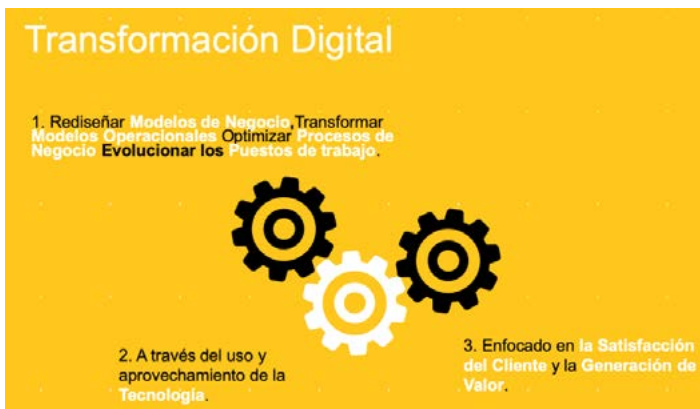 Transformación Digital
1. Rediseñar Modelos de Negocio,Transformar
Modelos Operacionales Optimizar Procesos de
Negocio Evolucionar los Puestos de trabajo.
2. A través del uso y
aprovechamiento de la
Tecnología.
3. Enfocado en la Satisfacción
del Cliente y la Generación de
Valor.